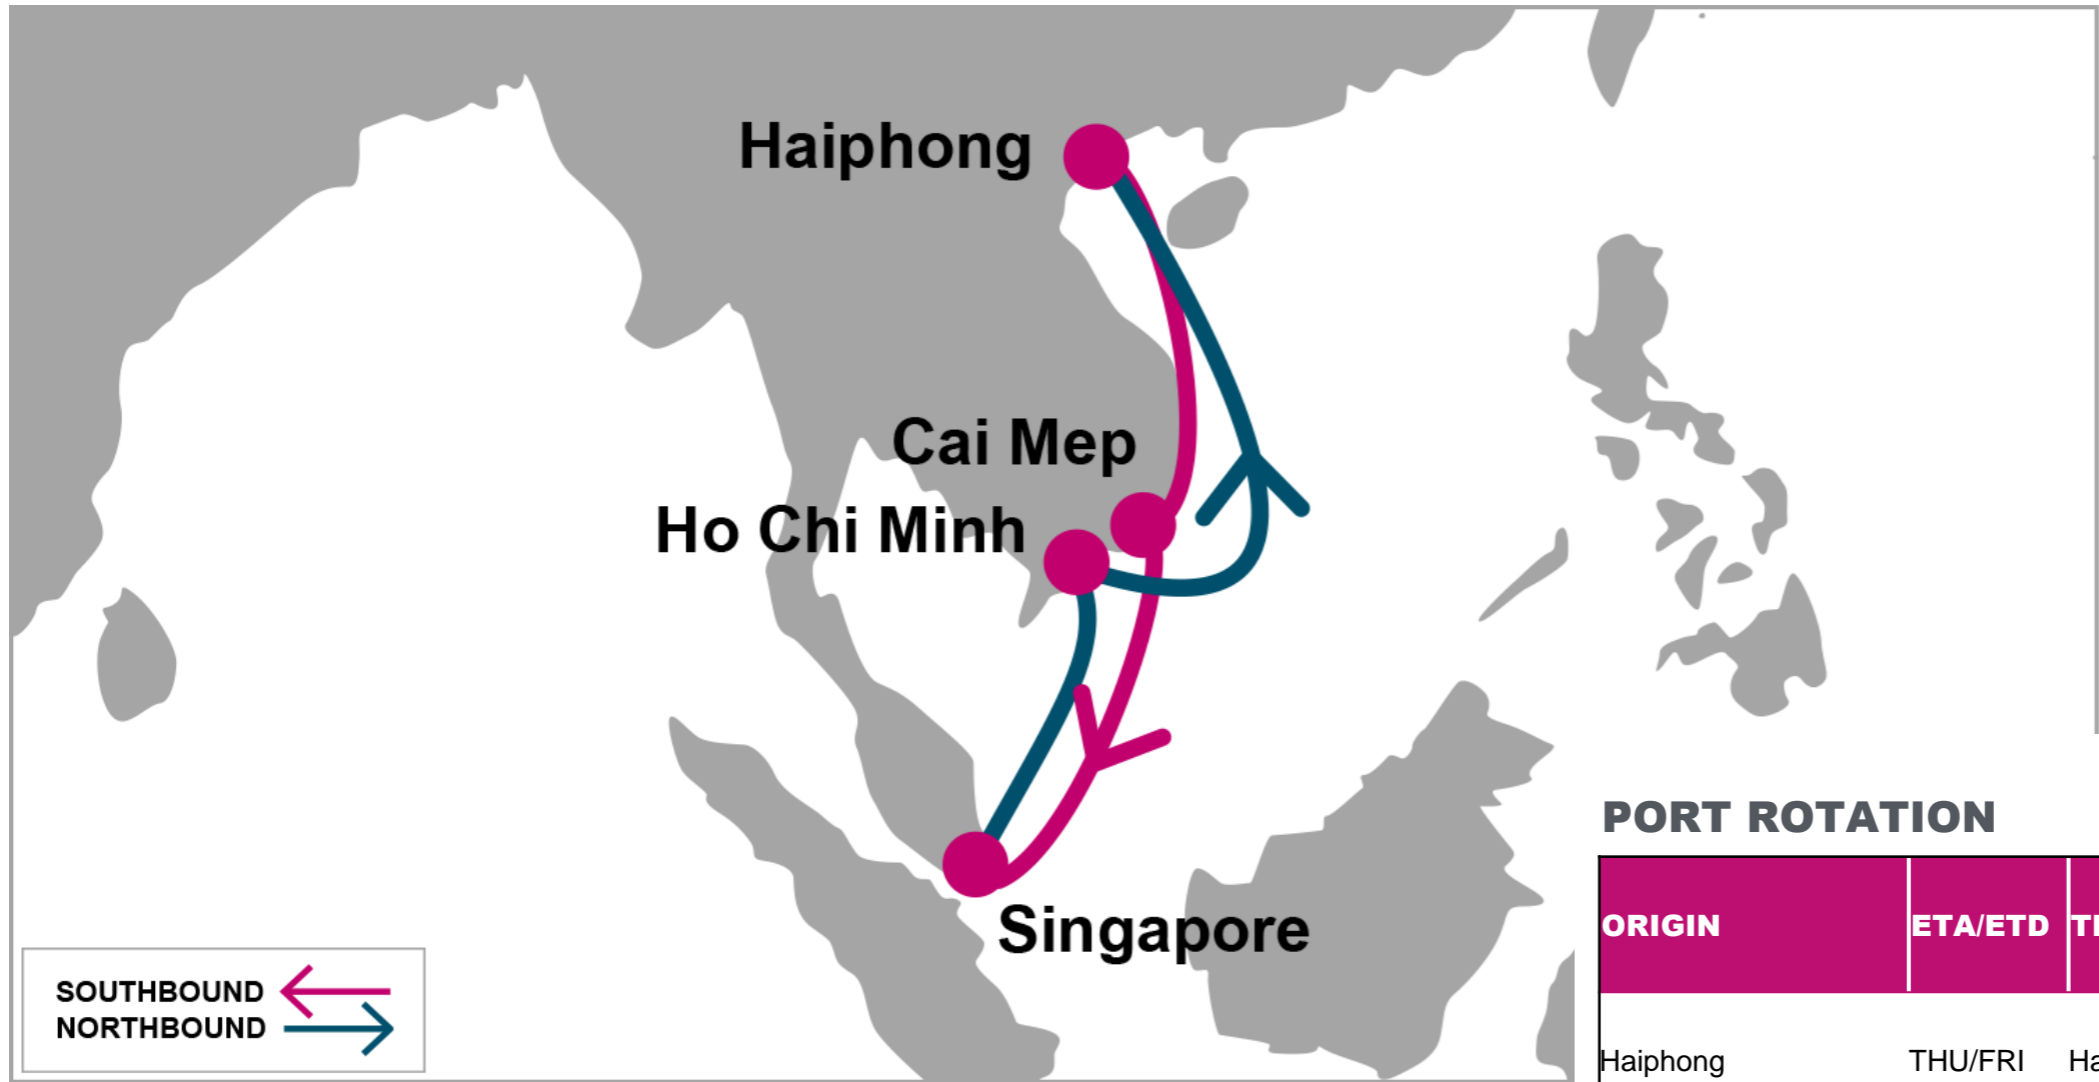 Haiphong
Cai Mep
Ho Chi Minh
Singapore
SOUTHBOUND
NORTHBOUND
PORT ROTATION
ORIGIN ETA/ETD
Haiphong THU/FRI